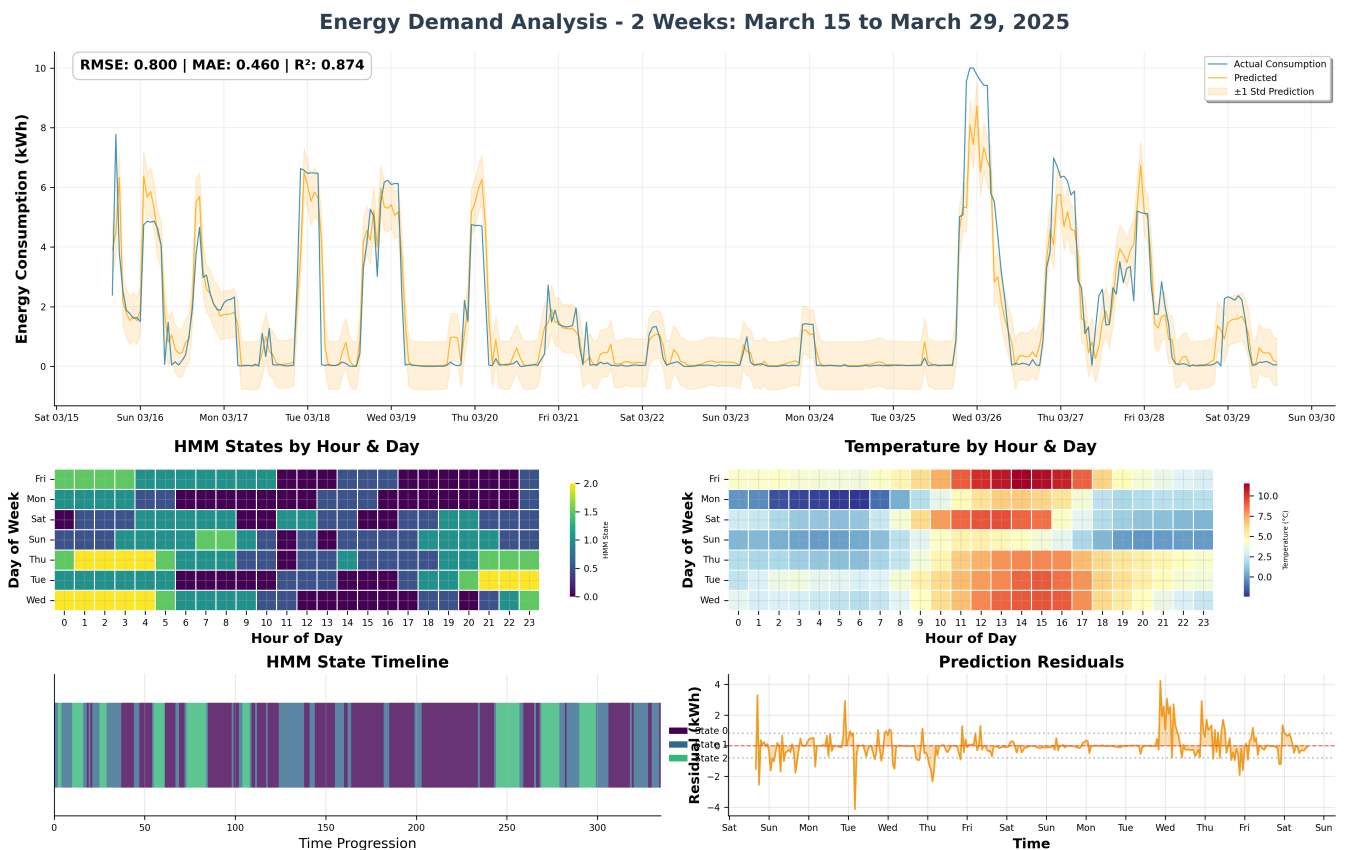 Energy Demand Analysis - 2 Weeks: March 15 to March 29, 2025
RMSE: 0.800 | MAE: 0.460 | R²: 0.874
Actual Consumption
Predicted
±1 Std Prediction
Energy Consumption (kWh)
10
8
6
4
2
0
Sat 03/15 Sun 03/16 Mon 03/17 Tue 03/18 Wed 03/19 Thu 03/20 Fri 03/21 Sat 03/22 Sun 03/23 Mon 03/24 Tue 03/25 Wed 03/26 Thu 03/27 Fri 03/28 Sat 03/29 Sun 03/30
HMM States by Hour & Day
Day of Week
Fri
Mon
Sat
Sun
Thu
Tue
Wed
0 1 2 3 4 5 6 7 8 9 10 11 12 13 14 15 16 17 18 19 20 21 22 23
Hour of Day
2.0
1.5
1.0
0.5
0.0
HMM State
Temperature by Hour & Day
Day of Week
Fri
Mon
Sat
Sun
Thu
Tue
Wed
0 1 2 3 4 5 6 7 8 9 10 11 12 13 14 15 16 17 18 19 20 21 22 23
Hour of Day
10.0
7.5
5.0
2.5
0.0
Temperature (°C)
HMM State Timeline
0 50 100 150 200 250 300
Time Progression
State 0
State 1
State 2
Prediction Residuals
Residual (kWh)
4
2
0
−2
−4
Sat Sun Mon Tue Wed Thu Fri Sat Sun Mon Tue Wed Thu Fri Sat Sun
Time